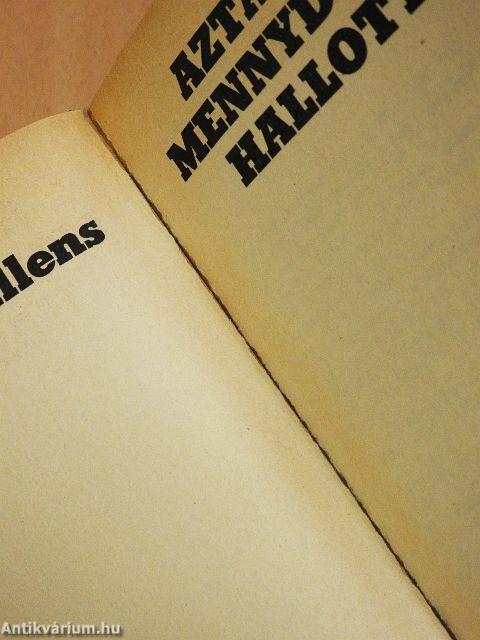 llens
AZTA
MENNYD
HALLOT
Antikvárium.hu